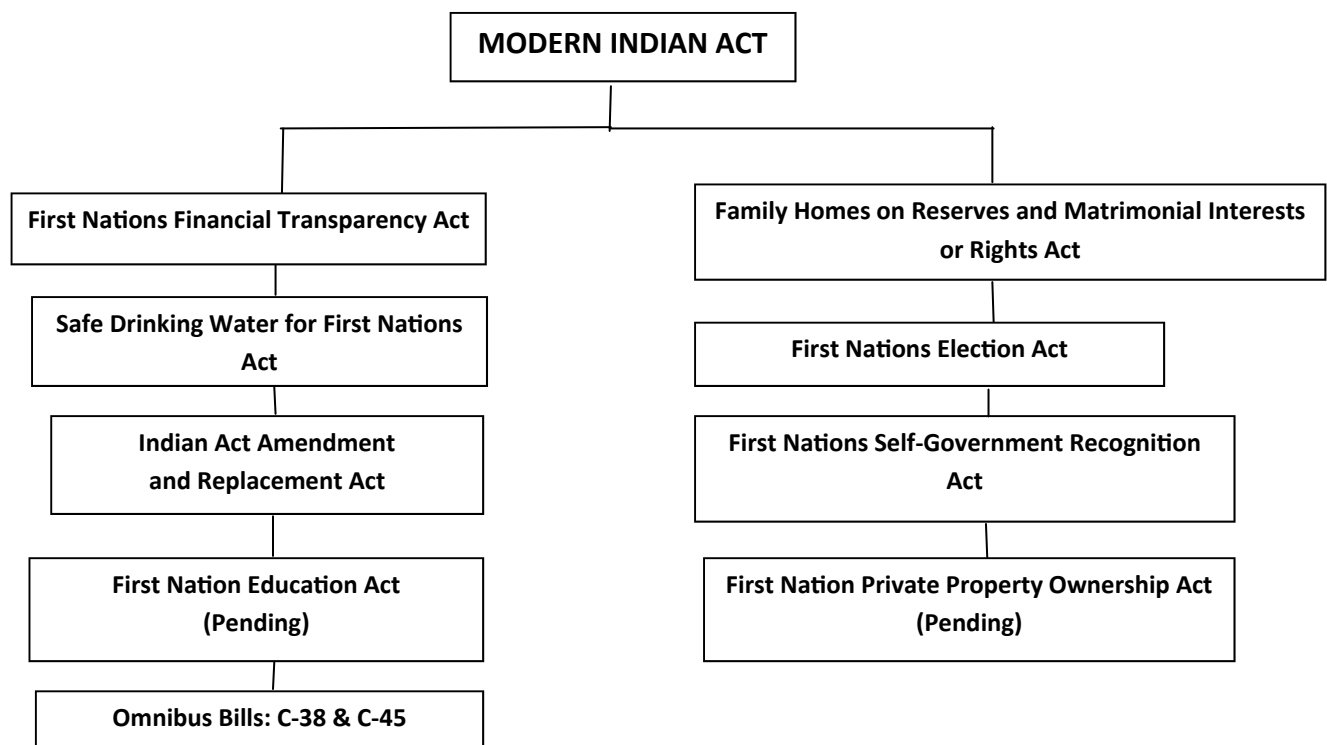 MODERN INDIAN ACT
First Nations Financial Transparency Act
Safe Drinking Water for First Nations
Act
Indian Act Amendment
and Replacement Act
First Nation Education Act
(Pending)
Omnibus Bills: C-38 & C-45
Family Homes on Reserves and Matrimonial Interests
or Rights Act
First Nations Election Act
First Nations Self-Government Recognition
Act
First Nation Private Property Ownership Act
(Pending)